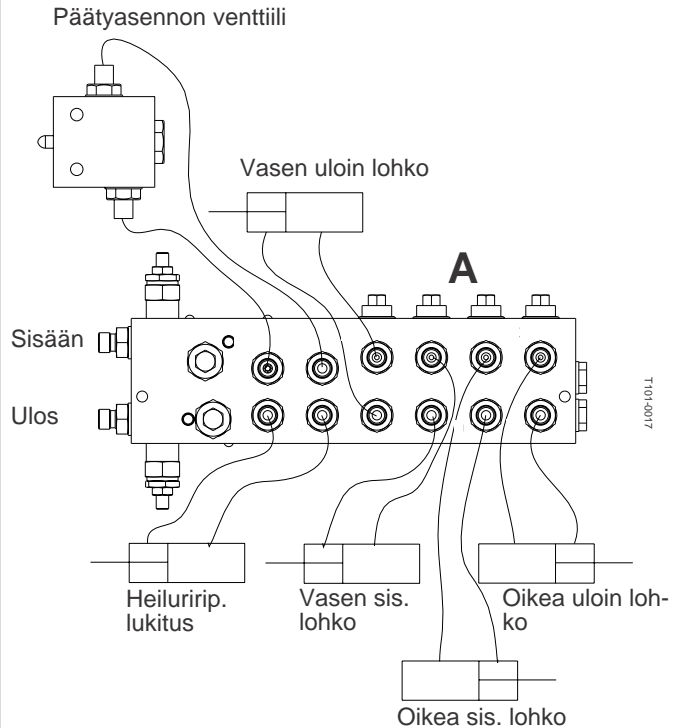 Päätyasennon venttiili
Vasen uloin lohko
A
Sisään
Ulos
T101-0017
Heiluririp.
lukitus
Vasen sis.
lohko
Oikea uloin loh-
ko
Oikea sis. lohko